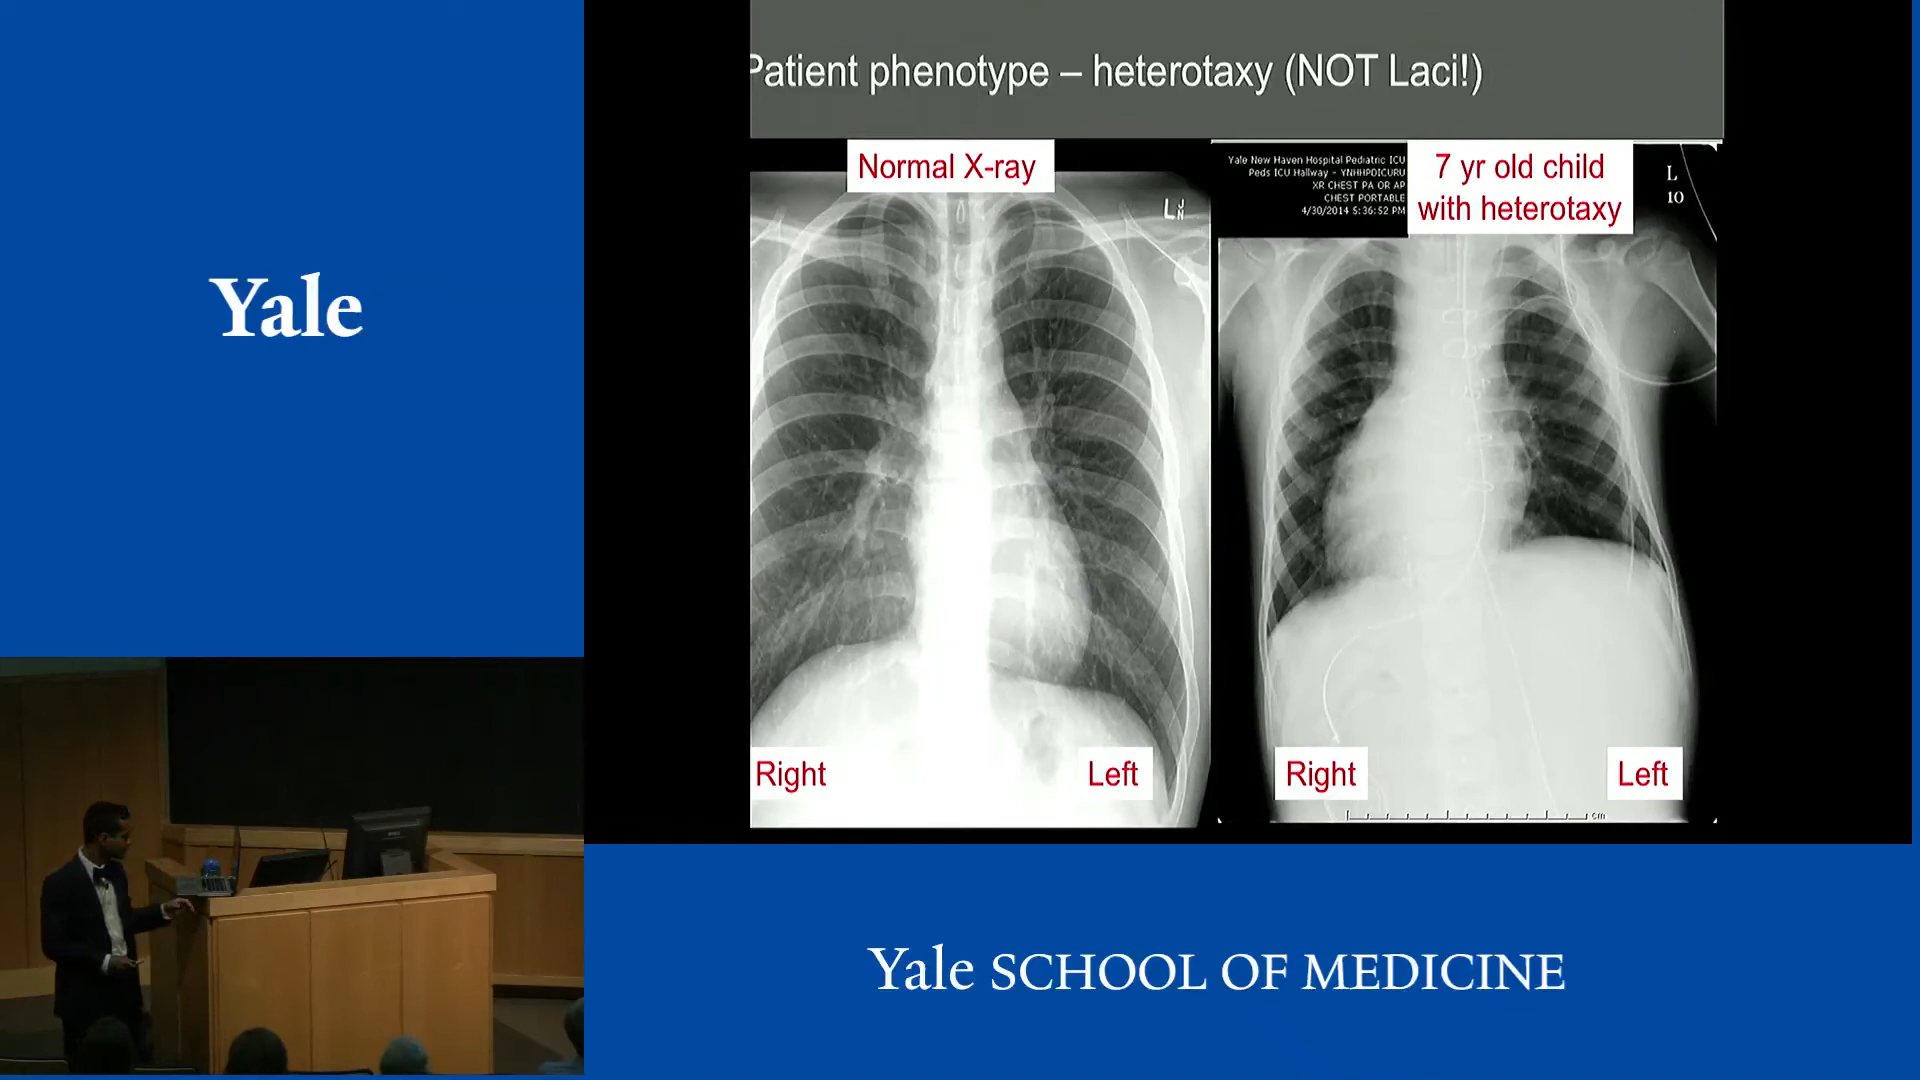 Yale
Patient phenotype – heterotaxy (NOT Laci!)
Normal X-ray
L
Right
Left
Yale New Haven Hospital Pediatric ICU
Peds ICU Hallway - YNHHPDICURU
XR CHEST PA OR AP
CHEST PORTABLE
4/30/2014 5:36:52 PM
7 yr old child
with heterotaxy
L
10
Right
Left
cm
Yale SCHOOL OF MEDICINE